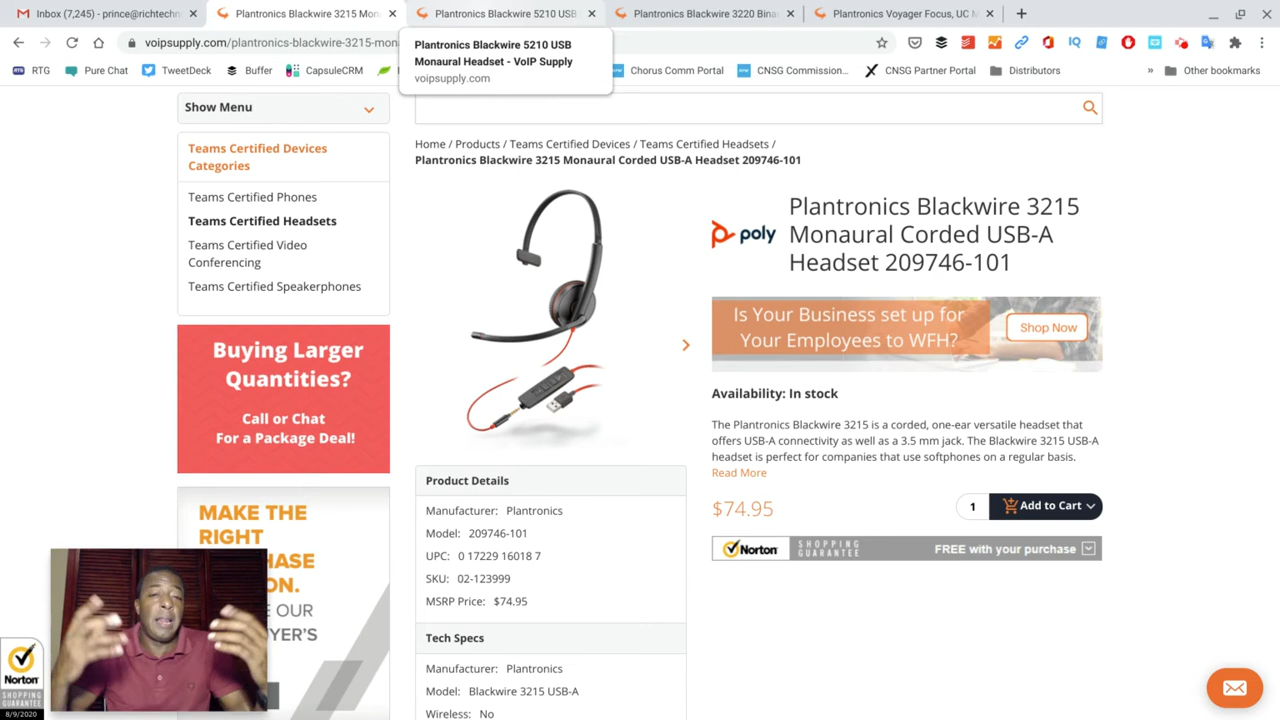 Inbox (7,245) - prince@richtechn
Plantronics Blackwire 3215 Mon
Plantronics Blackwire 5210 USB
Plantronics Blackwire 3220 Bina
Plantronics Voyager Focus, UC M
voipsupply.com/plantronics-blackwire-3215-mon
Plantronics Blackwire 5210 USB
Monaural Headset - VoIP Supply
voipsupply.com
RTG
Pure Chat
TweetDeck
Buffer
CapsuleCRM
Chorus Comm Portal
CNSG Commission...
CNSG Partner Portal
Distributors
»
Other bookmarks
Show Menu
Teams Certified Devices
Categories
Teams Certified Phones
Teams Certified Headsets
Teams Certified Video
Conferencing
Teams Certified Speakerphones
Buying Larger
Quantities?
Call or Chat
For a Package Deal!
MAKE THE
RIGHT
HASE
ON.
OUR
YER'S
Norton
SHOPPING
GUARANTEE
8/9/2020
Home / Products / Teams Certified Devices / Teams Certified Headsets /
Plantronics Blackwire 3215 Monaural Corded USB-A Headset 209746-101
Product Details
Manufacturer: Plantronics
Model: 209746-101
UPC: 0 17229 16018 7
SKU: 02-123999
MSRP Price: $74.95
Tech Specs
Manufacturer: Plantronics
Model: Blackwire 3215 USB-A
Wireless: No
poly
Plantronics Blackwire 3215
Monaural Corded USB-A
Headset 209746-101
Is Your Business set up for
Your Employees to WFH?
Shop Now
Availability: In stock
The Plantronics Blackwire 3215 is a corded, one-ear versatile headset that
offers USB-A connectivity as well as a 3.5 mm jack. The Blackwire 3215 USB-A
headset is perfect for companies that use softphones on a regular basis.
Read More
$74.95
1
Add to Cart
Norton
SHOPPING
GUARANTEE
FREE with your purchase